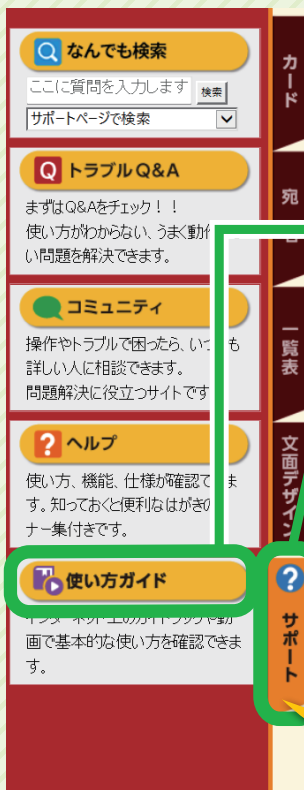 なんでも検索
ここに質問を入力します
検索
サポートページで検索
トラブルQ&A
まずはQ&Aをチェック！！
使い方がわからない、うまく動
い問題を解決できます。
コミュニティ
操作やトラブルで困ったら、いつ も
詳しい人に相談できます。
問題解決に役立つサイトです
ヘルプ
使い方、機能、仕様が確認で ま
す。知っておくと便利なはがきの
ナー集付きです。
使い方ガイド
画で基本的な使い方を確認できま
す。
カード
宛
一覧表
文面デザイン
サポート